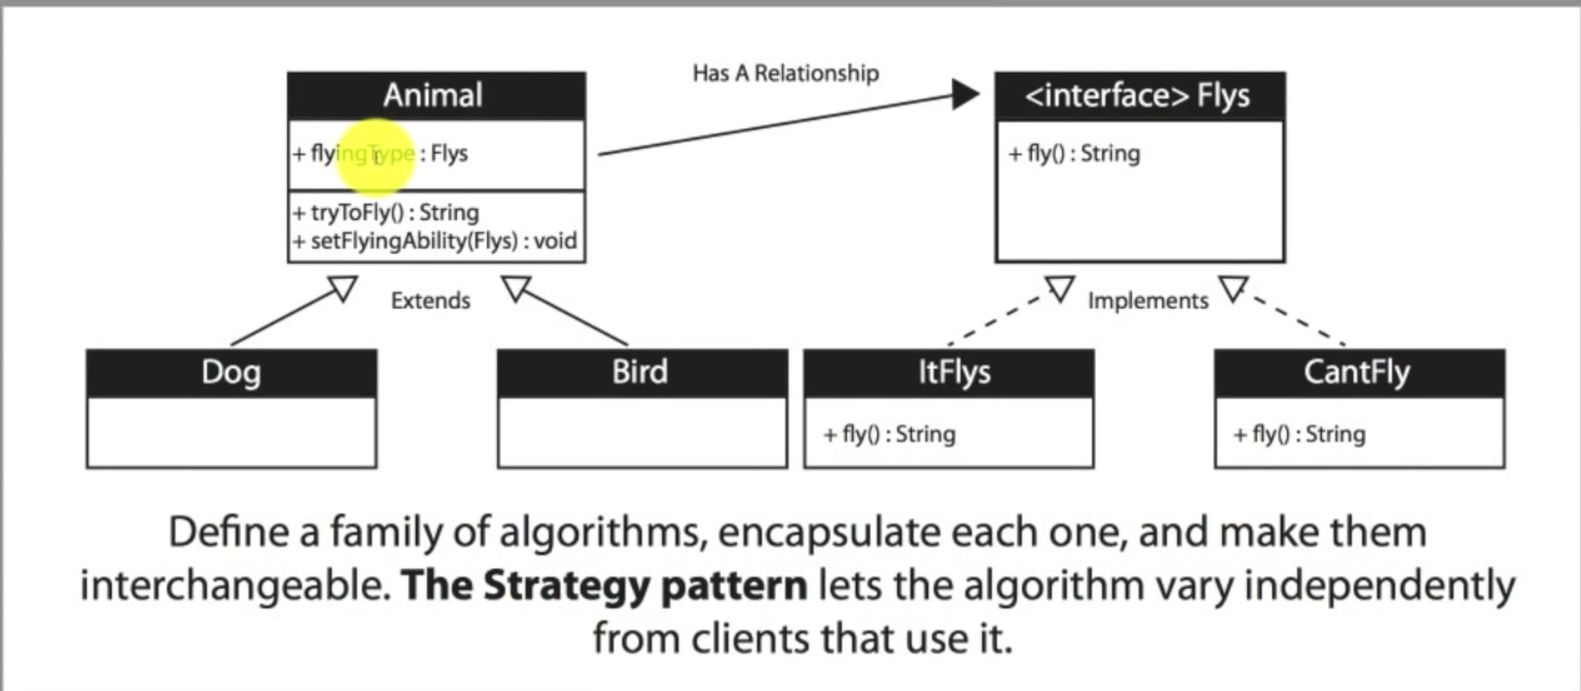 Animal
+ flyingType : Flys
+ tryToFly() : String
+ setFlyingAbility(Flys) : void
Has A Relationship
<interface> Flys
+ fly() : String
Extends
Implements
Dog
Bird
ItFlys
+ fly() : String
CantFly
+ fly() : String
Define a family of algorithms, encapsulate each one, and make them
interchangeable. The Strategy pattern lets the algorithm vary independently
from clients that use it.